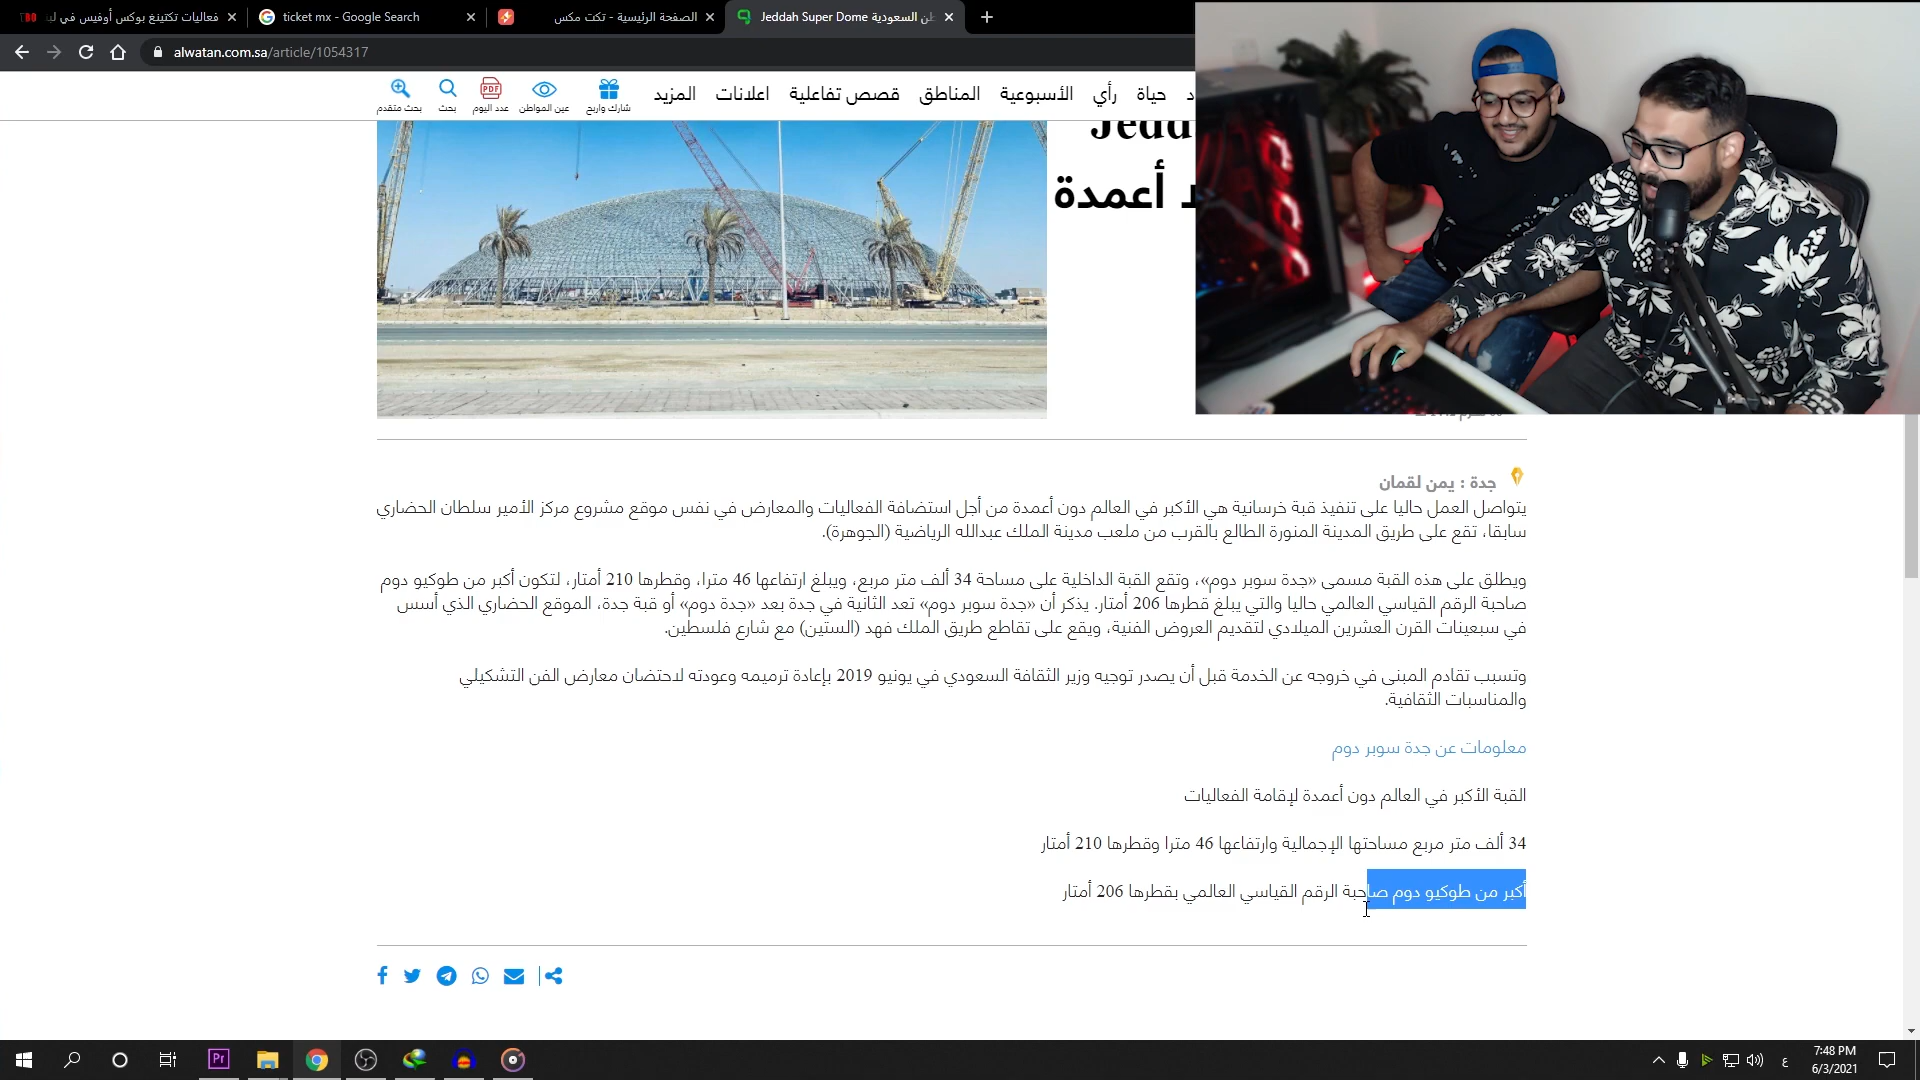 فعاليات تكتينغ بوكس أوفيس في لي
ticket mx - Google Search
الصفحة الرئيسية - تكت مكس
Jeddah Super Dome طن السعودية
alwatan.com.sa/article/1054317
حياة رأي الأسبوعية المناطق قصص تفاعلية اعلانات المزيد
شارك واربح
عين المواطن
عدد اليوم
بحث
بحث متقدم
PDF
Jedd
أعمدة
جدة : يمن لقمان
يتواصل العمل حاليا على تنفيذ قبة خرسانية هي الأكبر في العالم دون أعمدة من أجل استضافة الفعاليات والمعارض في نفس موقع مشروع مركز الأمير سلطان الحضاري
سابقا، تقع على طريق المدينة المنورة الطالع بالقرب من ملعب مدينة الملك عبدالله الرياضية (الجوهرة).
ويطلق على هذه القبة مسمى «جدة سوبر دوم»، وتقع القبة الداخلية على مساحة 34 ألف متر مربع، ويبلغ ارتفاعها 46 مترا، وقطرها 210 أمتار، لتكون أكبر من طوكيو دوم
صاحبة الرقم القياسي العالمي حاليا والتي يبلغ قطرها 206 أمتار. يذكر أن «جدة سوبر دوم» تعد الثانية في جدة بعد «جدة دوم» أو قبة جدة، الموقع الحضاري الذي أسس
في سبعينات القرن العشرين الميلادي لتقديم العروض الفنية، ويقع على تقاطع طريق الملك فهد (الستين) مع شارع فلسطين.
وتسبب تقادم المبنى في خروجه عن الخدمة قبل أن يصدر توجيه وزير الثقافة السعودي في يونيو 2019 بإعادة ترميمه وعودته لاحتضان معارض الفن التشكيلي
والمناسبات الثقافية.
معلومات عن جدة سوبر دوم
القبة الأكبر في العالم دون أعمدة لإقامة الفعاليات
34 ألف متر مربع مساحتها الإجمالية وارتفاعها 46 مترا وقطرها 210 أمتار
أكبر من طوكيو دوم صاحبة الرقم القياسي العالمي بقطرها 206 أمتار
Pr
ع
7:48 PM
6/3/2021